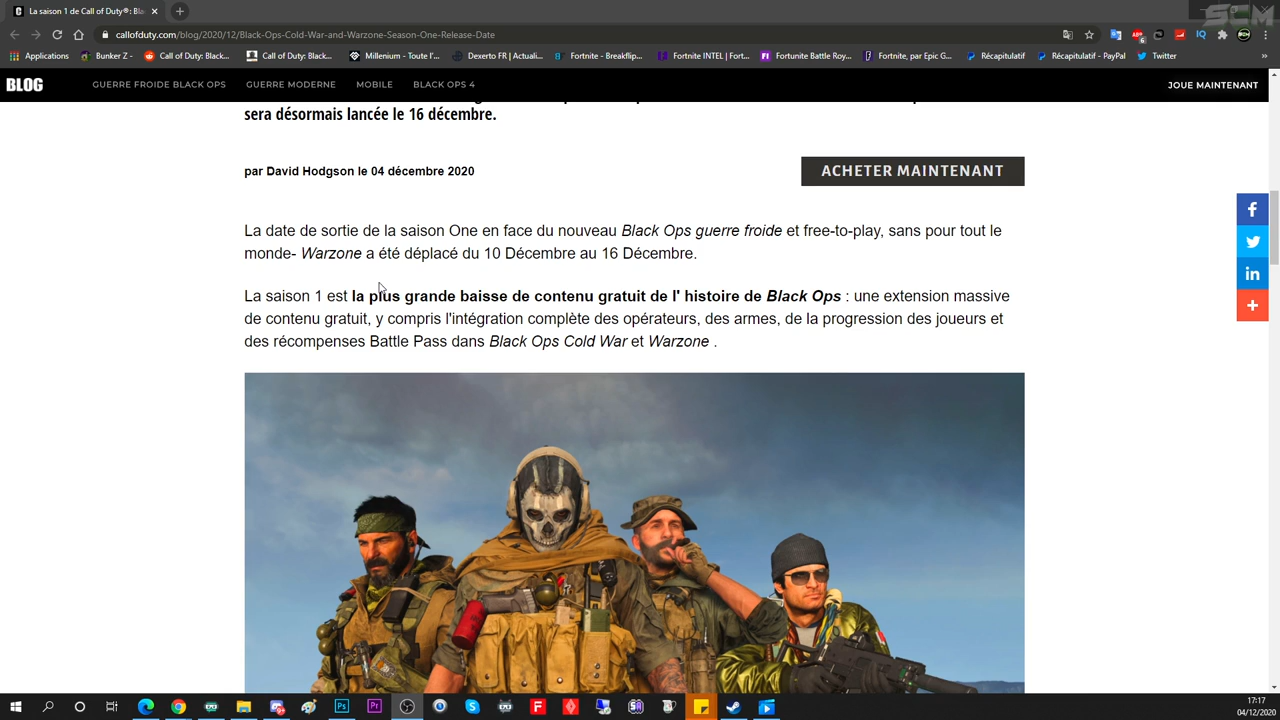 La saison 1 de Call of Duty®: Bla
callofduty.com/blog/2020/12/Black-Ops-Cold-War-and-Warzone-Season-One-Release-Date
SCM
Applications
Bunker Z -
Call of Duty: Black...
Call of Duty: Black...
Millenium - Toute l'...
Dexerto FR | Actuali...
Fortnite - Breakflip...
Fortnite INTEL | Fort...
Fortunite Battle Roy...
Fortnite, par Epic G...
Récapitulatif
Récapitulatif - PayPal
Twitter
»
BLOG
GUERRE FROIDE BLACK OPS
GUERRE MODERNE
MOBILE
BLACK OPS 4
JOUE MAINTENANT
sera désormais lancée le 16 décembre.
par David Hodgson le 04 décembre 2020
ACHETER MAINTENANT
La date de sortie de la saison One en face du nouveau Black Ops guerre froide et free-to-play, sans pour tout le
monde- Warzone a été déplacé du 10 Décembre au 16 Décembre.
La saison 1 est la plus grande baisse de contenu gratuit de l' histoire de Black Ops : une extension massive
de contenu gratuit, y compris l'intégration complète des opérateurs, des armes, de la progression des joueurs et
des récompenses Battle Pass dans Black Ops Cold War et Warzone .
17:17
04/12/2020